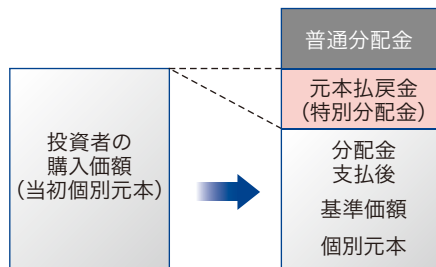 普通分配金
元本払戻金
(特別分配金)
投資者の
購入価額
(当初個別元本)
分配金
支払後
基準価額
個別元本